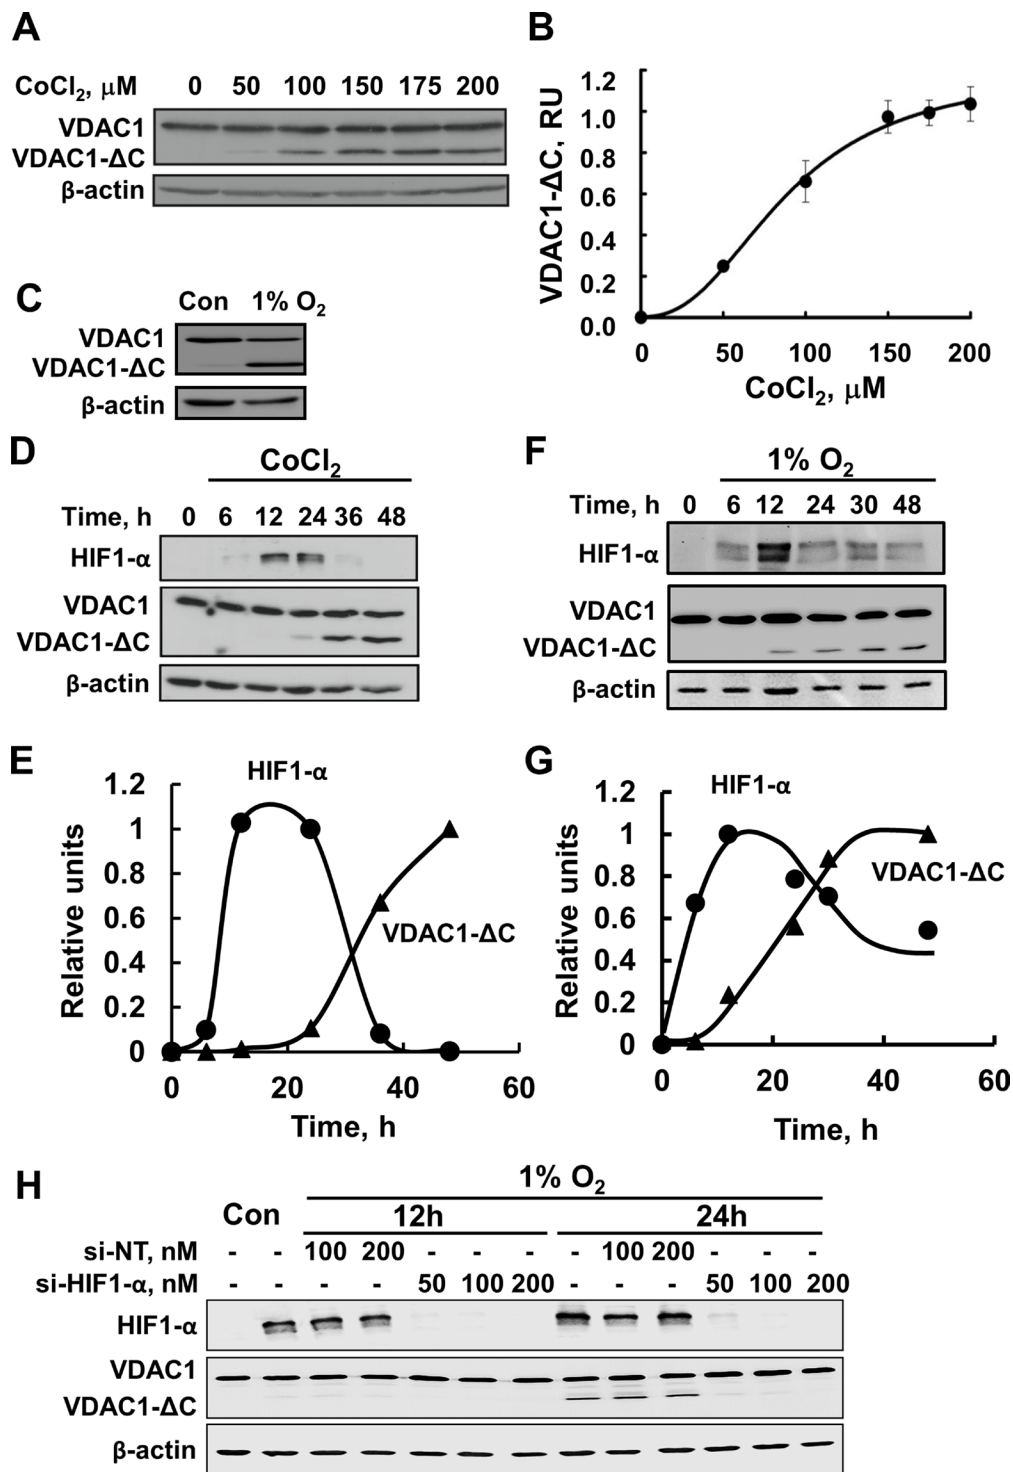 A
CoCl₂, μM 0 50 100 150 175 200
VDAC1
VDAC1-ΔC
β-actin
B
VDAC1-ΔC, RU
1.2
1.0
0.8
0.6
0.4
0.2
0.0
0 50 100 150 200
CoCl₂, μM
C
Con 1% O₂
VDAC1
VDAC1-ΔC
β-actin
D
CoCl₂
Time, h 0 6 12 24 36 48
HIF1-α
VDAC1
VDAC1-ΔC
β-actin
F
1% O₂
Time, h 0 6 12 24 30 48
HIF1-α
VDAC1
VDAC1-ΔC
β-actin
E
HIF1-α
Relative units
1.2
1
0.8
0.6
0.4
0.2
0
VDAC1-ΔC
0 20 40 60
Time, h
G
HIF1-α
Relative units
1.2
1
0.8
0.6
0.4
0.2
0
VDAC1-ΔC
0 20 40 60
Time, h
H
1% O₂
Con 12h 24h
si-NT, nM - - 100 200 - - - - 100 200 - - -
si-HIF1-α, nM - - - - 50 100 200 - - - 50 100 200
HIF1-α
VDAC1
VDAC1-ΔC
β-actin